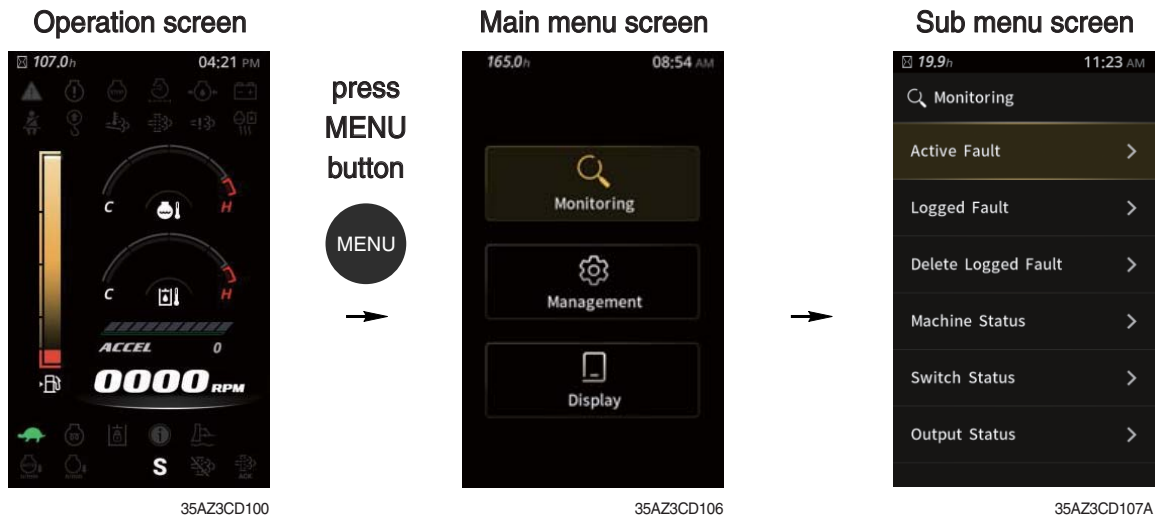 Operation screen
107.0h 04:21 PM
C H
C H
ACCEL 0
0000 RPM
S
35AZ3CD100
press
MENU
button
MENU
Main menu screen
165.0h 08:54 AM
Monitoring
Management
Display
35AZ3CD106
Sub menu screen
19.9h 11:23 AM
Monitoring
Active Fault
Logged Fault
Delete Logged Fault
Machine Status
Switch Status
Output Status
35AZ3CD107A